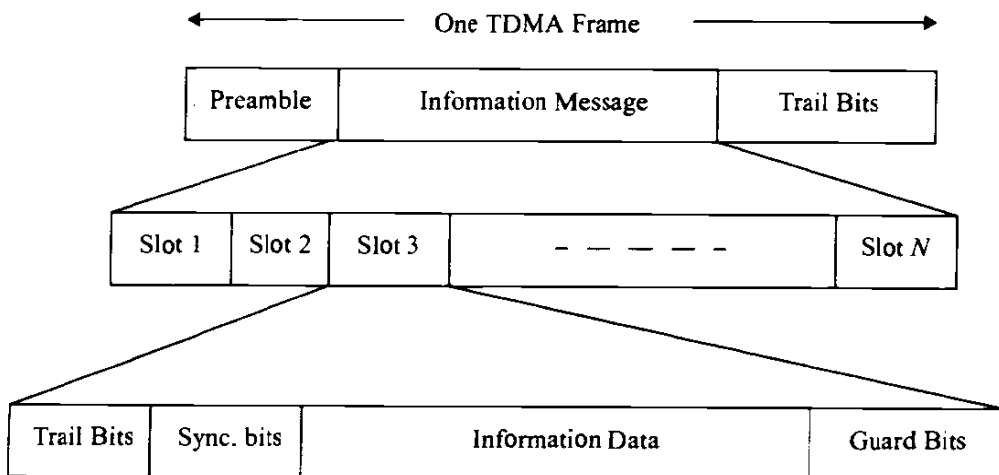 One TDMA Frame
Preamble Information Message Trail Bits
Slot 1 Slot 2 Slot 3 Slot N
Trail Bits Sync. bits Information Data Guard Bits